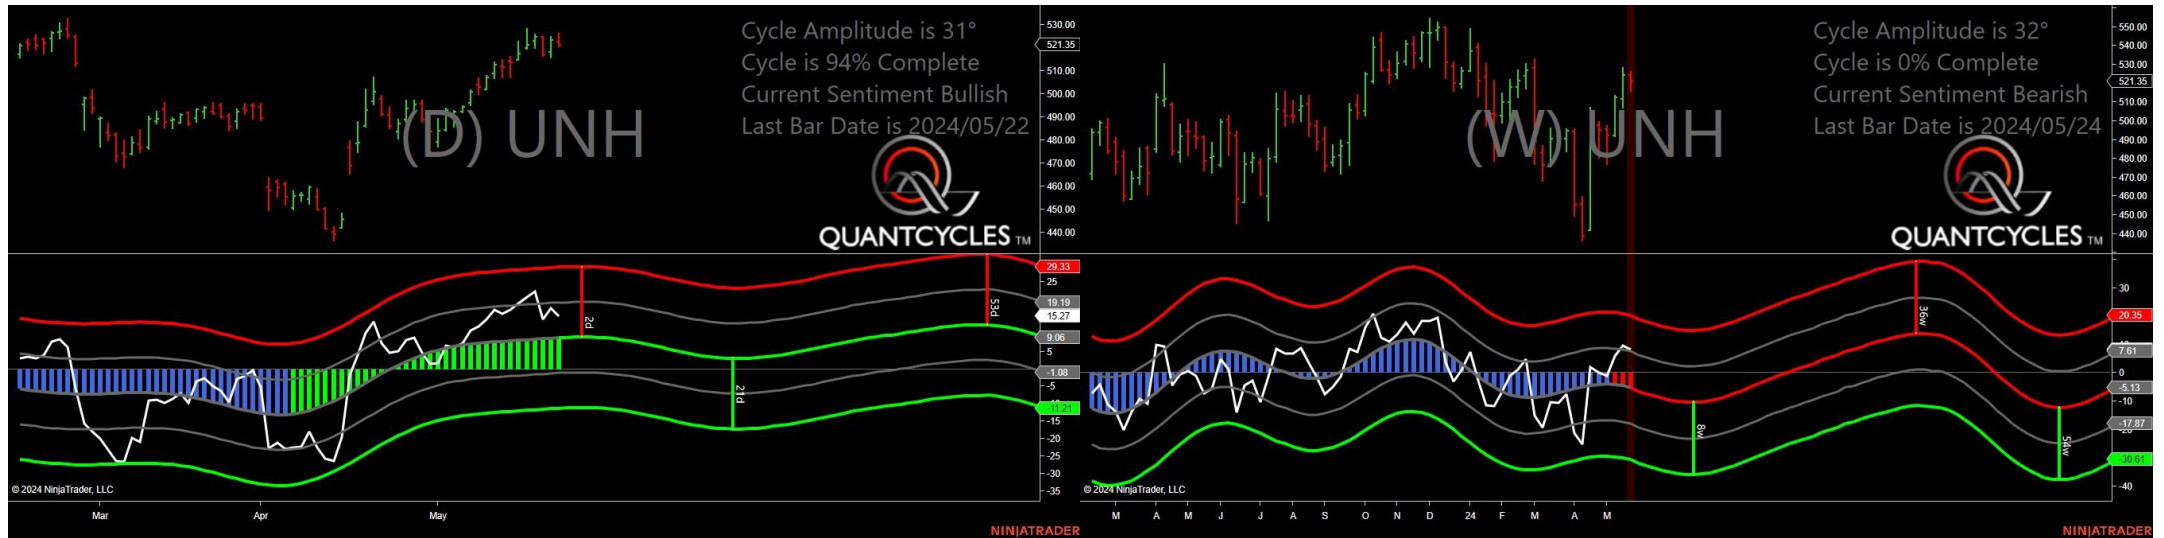 Cycle Amplitude is 31°
Cycle is 94% Complete
Current Sentiment Bullish
Last Bar Date is 2024/05/22
(D) UNH
QUANTCYCLES TM
530.00
521.35
510.00
500.00
490.00
480.00
470.00
460.00
450.00
440.00
29.33
25
19.19
15.27
9.06
5
-1.08
-5
-11.21
-15
-20
-25
-30
-35
2d
21d
53d
© 2024 NinjaTrader, LLC
Mar Apr May
NINJATRADER
Cycle Amplitude is 32°
Cycle is 0% Complete
Current Sentiment Bearish
Last Bar Date is 2024/05/24
(W) UNH
QUANTCYCLES TM
550.00
540.00
530.00
521.35
510.00
500.00
490.00
480.00
470.00
460.00
450.00
440.00
30
20.35
7.61
0
-5.13
-10
-17.87
-30.61
-40
8w
36w
54w
© 2024 NinjaTrader, LLC
M A M J J A S O N D 24 F M A M
NINJATRADER